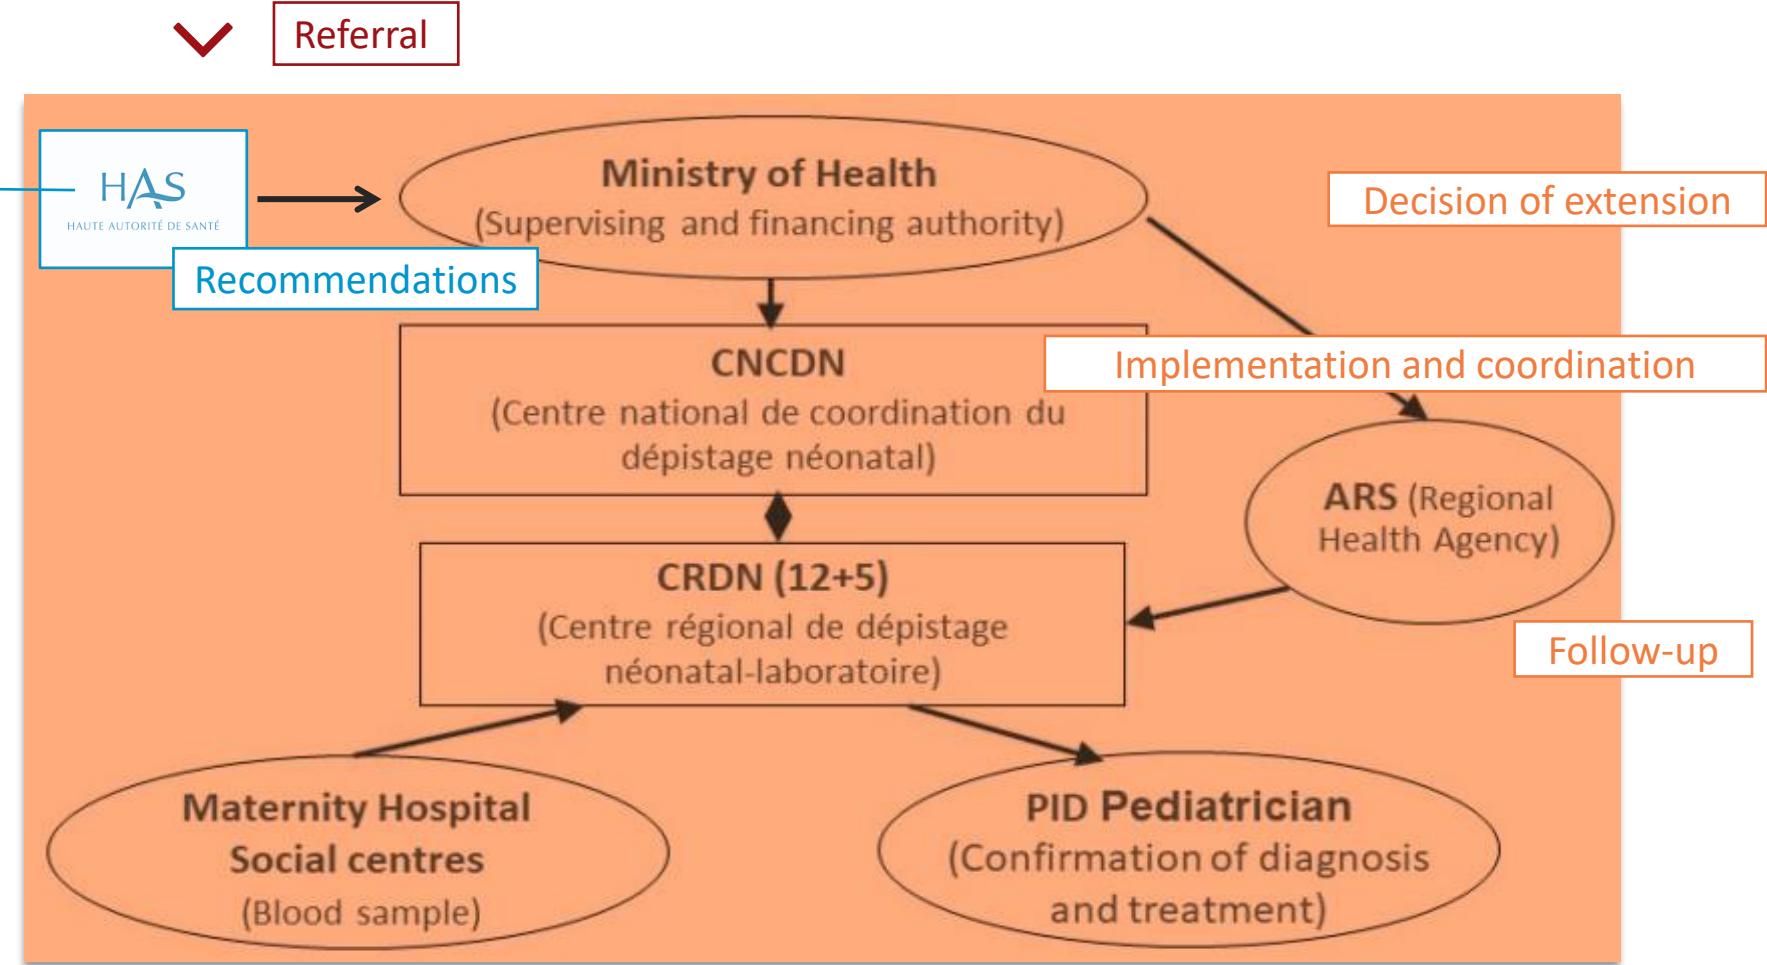 Referral
HAS
HAUTE AUTORITÉ DE SANTÉ
Recommendations
Ministry of Health
(Supervising and financing authority)
Decision of extension
CNCDN
(Centre national de coordination du
dépistage néonatal)
Implementation and coordination
ARS (Regional
Health Agency)
CRDN (12+5)
(Centre régional de dépistage
néonatal-laboratoire)
Follow-up
Maternity Hospital
Social centres
(Blood sample)
PID Pediatrician
(Confirmation of diagnosis
and treatment)